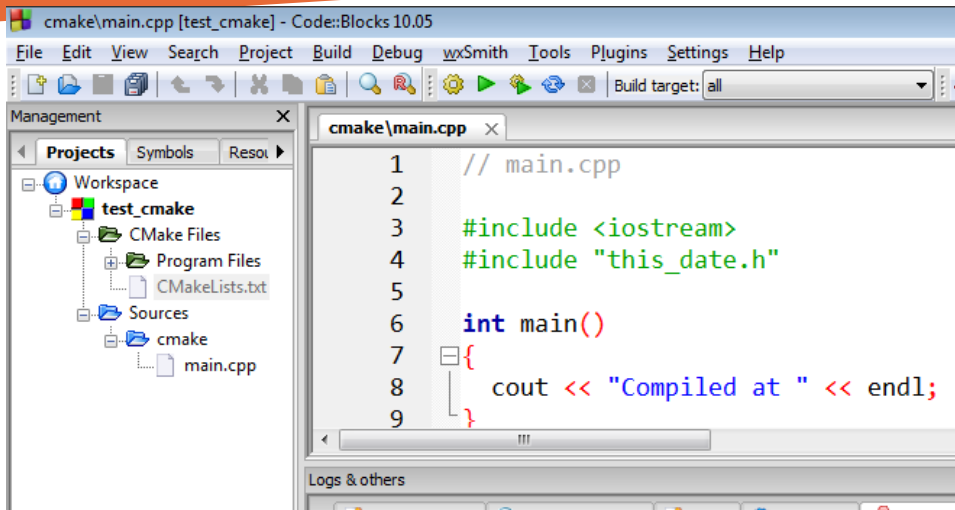 cmake\main.cpp [test_cmake] - Code::Blocks 10.05
File Edit View Search Project Build Debug wxSmith Tools Plugins Settings Help
Build target: all
Management
Projects Symbols
Workspace
test_cmake
CMake Files
Program Files
CMakeLists.txt
Sources
cmake
main.cpp
cmake\main.cpp
1 // main.cpp
2
3 #include <iostream>
4 #include "this_date.h"
5
6 int main()
7 {
8 cout << "Compiled at " << endl;
9 }
Logs & others